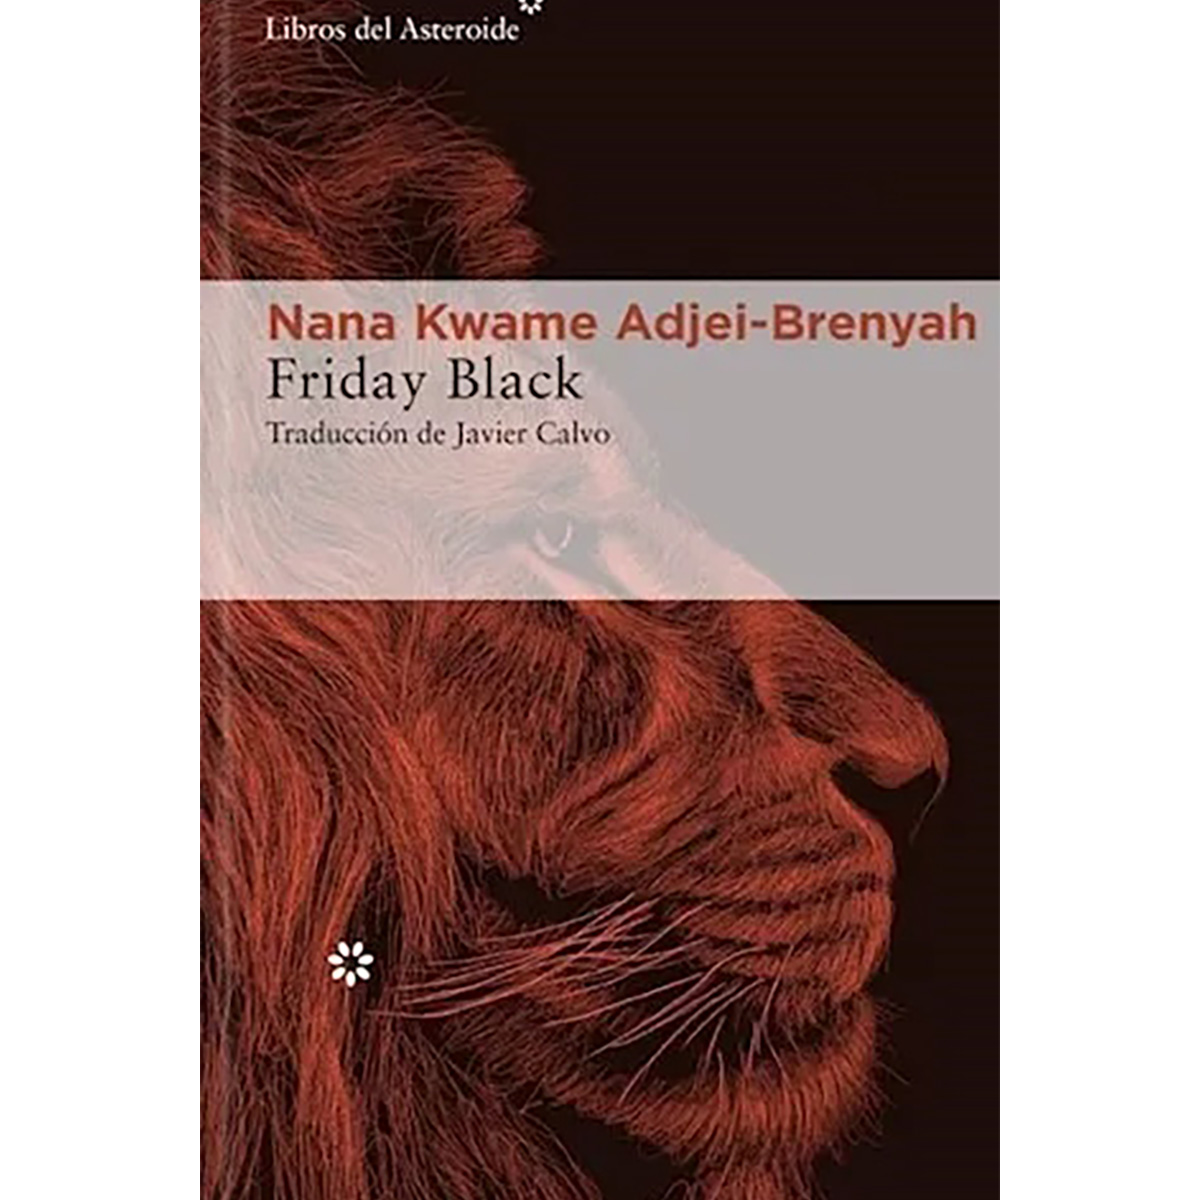 Libros del Asteroide
Nana Kwame Adjei-Brenyah
Friday Black
Traducción de Javier Calvo